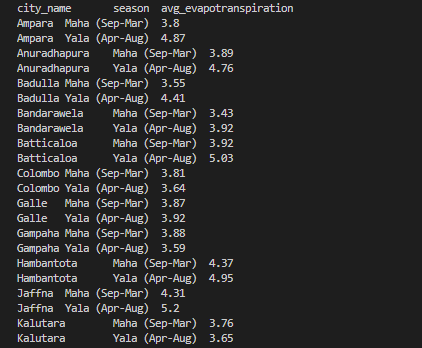 city_name season avg_evapotranspiration
Ampara Maha (Sep-Mar) 3.8
Ampara Yala (Apr-Aug) 4.87
Anuradhapura Maha (Sep-Mar) 3.89
Anuradhapura Yala (Apr-Aug) 4.76
Badulla Maha (Sep-Mar) 3.55
Badulla Yala (Apr-Aug) 4.41
Bandarawela Maha (Sep-Mar) 3.43
Bandarawela Yala (Apr-Aug) 3.92
Batticaloa Maha (Sep-Mar) 3.92
Batticaloa Yala (Apr-Aug) 5.03
Colombo Maha (Sep-Mar) 3.81
Colombo Yala (Apr-Aug) 3.64
Galle Maha (Sep-Mar) 3.87
Galle Yala (Apr-Aug) 3.92
Gampaha Maha (Sep-Mar) 3.88
Gampaha Yala (Apr-Aug) 3.59
Hambantota Maha (Sep-Mar) 4.37
Hambantota Yala (Apr-Aug) 4.95
Jaffna Maha (Sep-Mar) 4.31
Jaffna Yala (Apr-Aug) 5.2
Kalutara Maha (Sep-Mar) 3.76
Kalutara Yala (Apr-Aug) 3.65